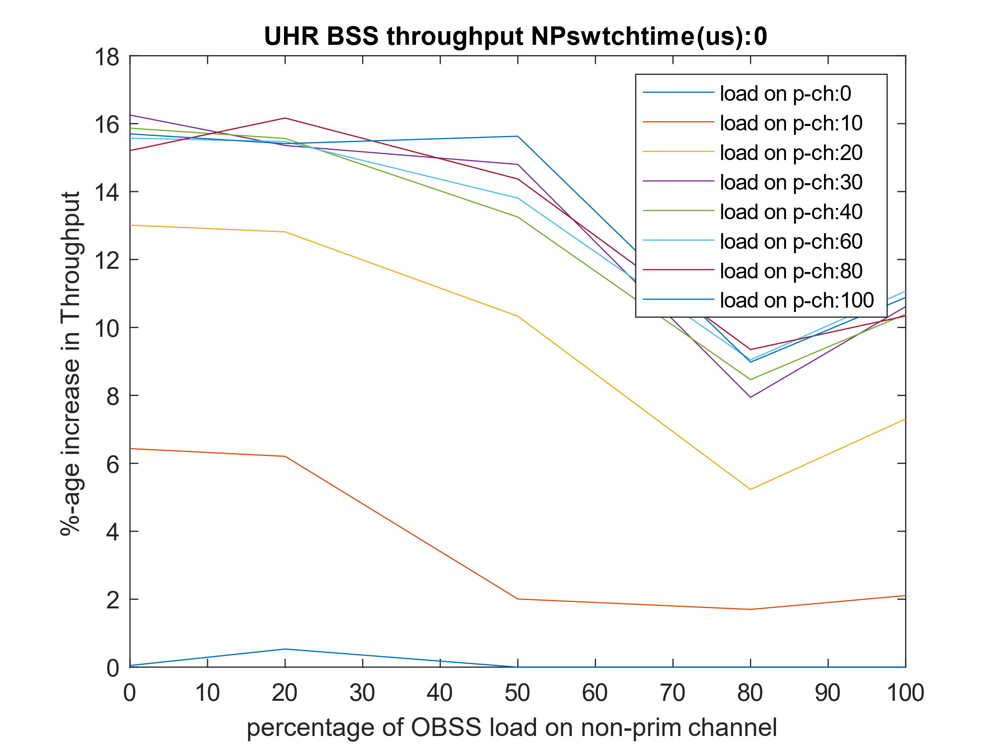 UHR BSS throughput NPswtchtime(us):0
18
16
14
12
10
8
6
4
2
0
%-age increase in Throughput
load on p-ch:0
load on p-ch:10
load on p-ch:20
load on p-ch:30
load on p-ch:40
load on p-ch:60
load on p-ch:80
load on p-ch:100
0 10 20 30 40 50 60 70 80 90 100
percentage of OBSS load on non-prim channel